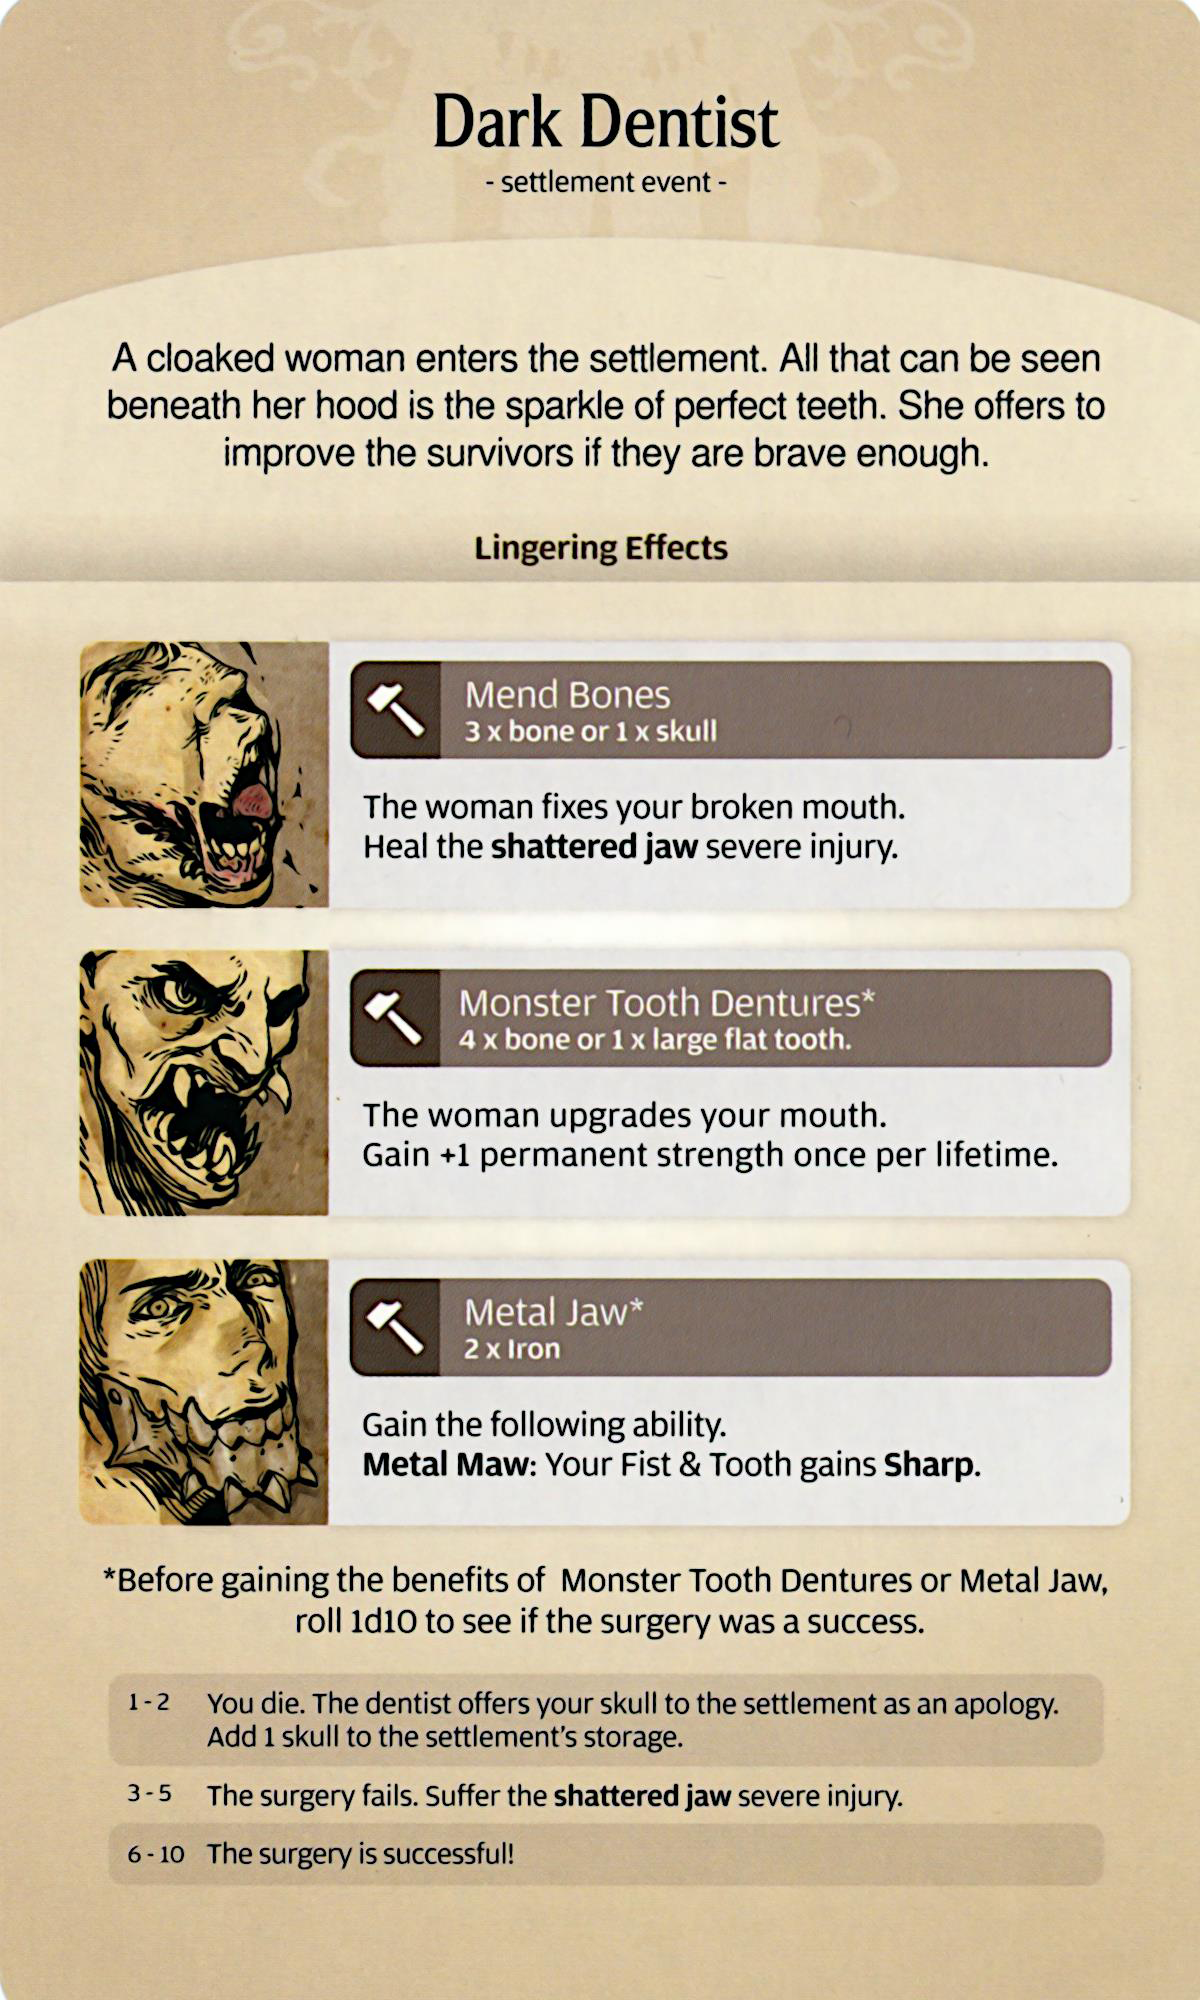 Dark Dentist
- settlement event -
A cloaked woman enters the settlement. All that can be seen
beneath her hood is the sparkle of perfect teeth. She offers to
improve the survivors if they are brave enough.
Lingering Effects
Mend Bones
3 x bone or 1 x skull
The woman fixes your broken mouth.
Heal the shattered jaw severe injury.
Monster Tooth Dentures*
4 x bone or 1 x large flat tooth.
The woman upgrades your mouth.
Gain +1 permanent strength once per lifetime.
Metal Jaw*
2 x Iron
Gain the following ability.
Metal Maw: Your Fist & Tooth gains Sharp.
*Before gaining the benefits of  Monster Tooth Dentures or Metal Jaw,
roll 1d10 to see if the surgery was a success.
1 - 2 You die. The dentist offers your skull to the settlement as an apology.
Add 1 skull to the settlement's storage.
3 - 5 The surgery fails. Suffer the shattered jaw severe injury.
6 - 10 The surgery is successful!